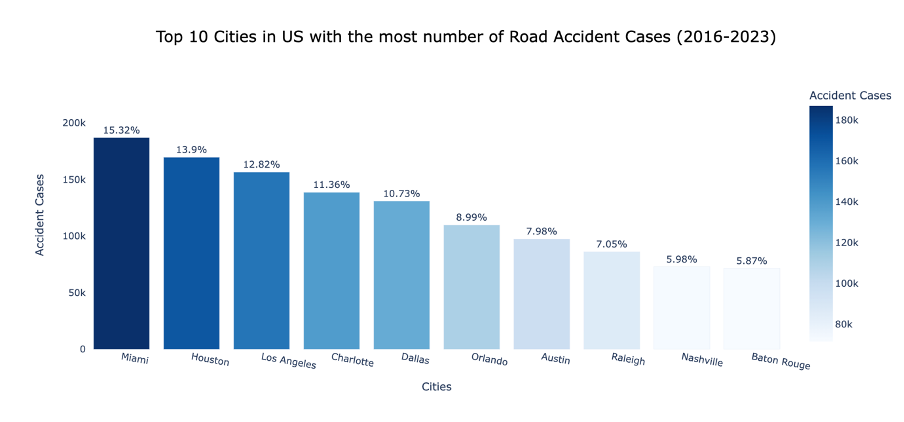 Top 10 Cities in US with the most number of Road Accident Cases (2016-2023)
Accident Cases
200k
150k
100k
50k
0
Accident Cases
15.32%
13.9%
12.82%
11.36%
10.73%
8.99%
7.98%
7.05%
5.98%
5.87%
Miami
Houston
Los Angeles
Charlotte
Dallas
Orlando
Austin
Raleigh
Nashville
Baton Rouge
Cities
180k
160k
140k
120k
100k
80k